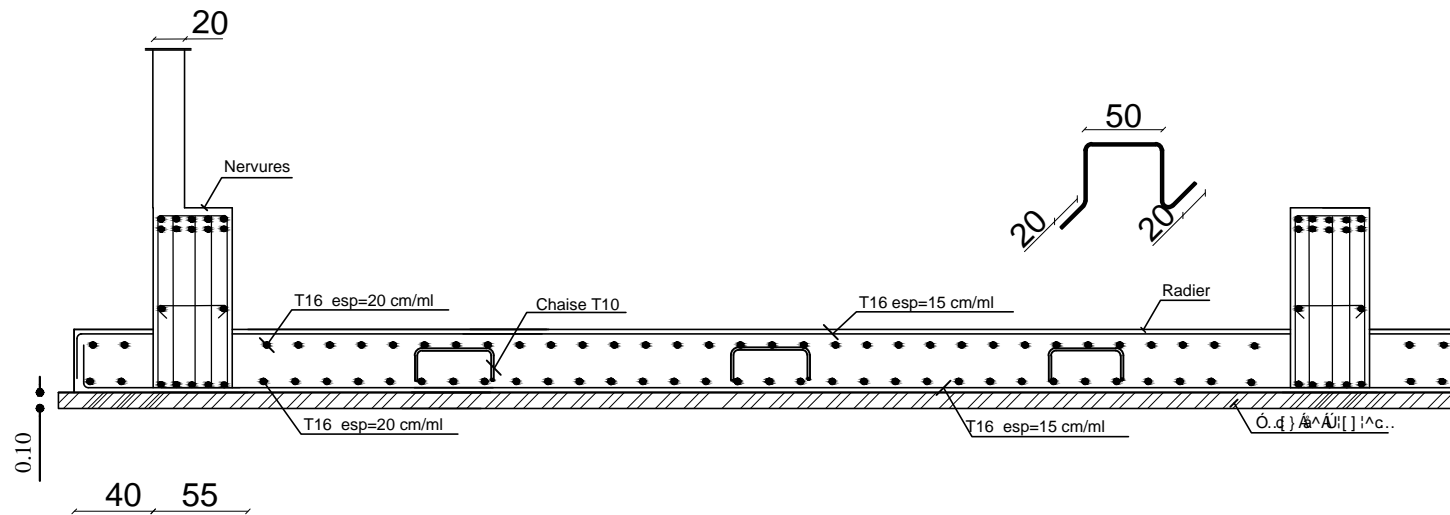 20
50
Nervures
20
20
T16 esp=20 cm/ml
Chaise T10
T16 esp=15 cm/ml
Radier
T16 esp=20 cm/ml
T16 esp=15 cm/ml
0.10
40
55